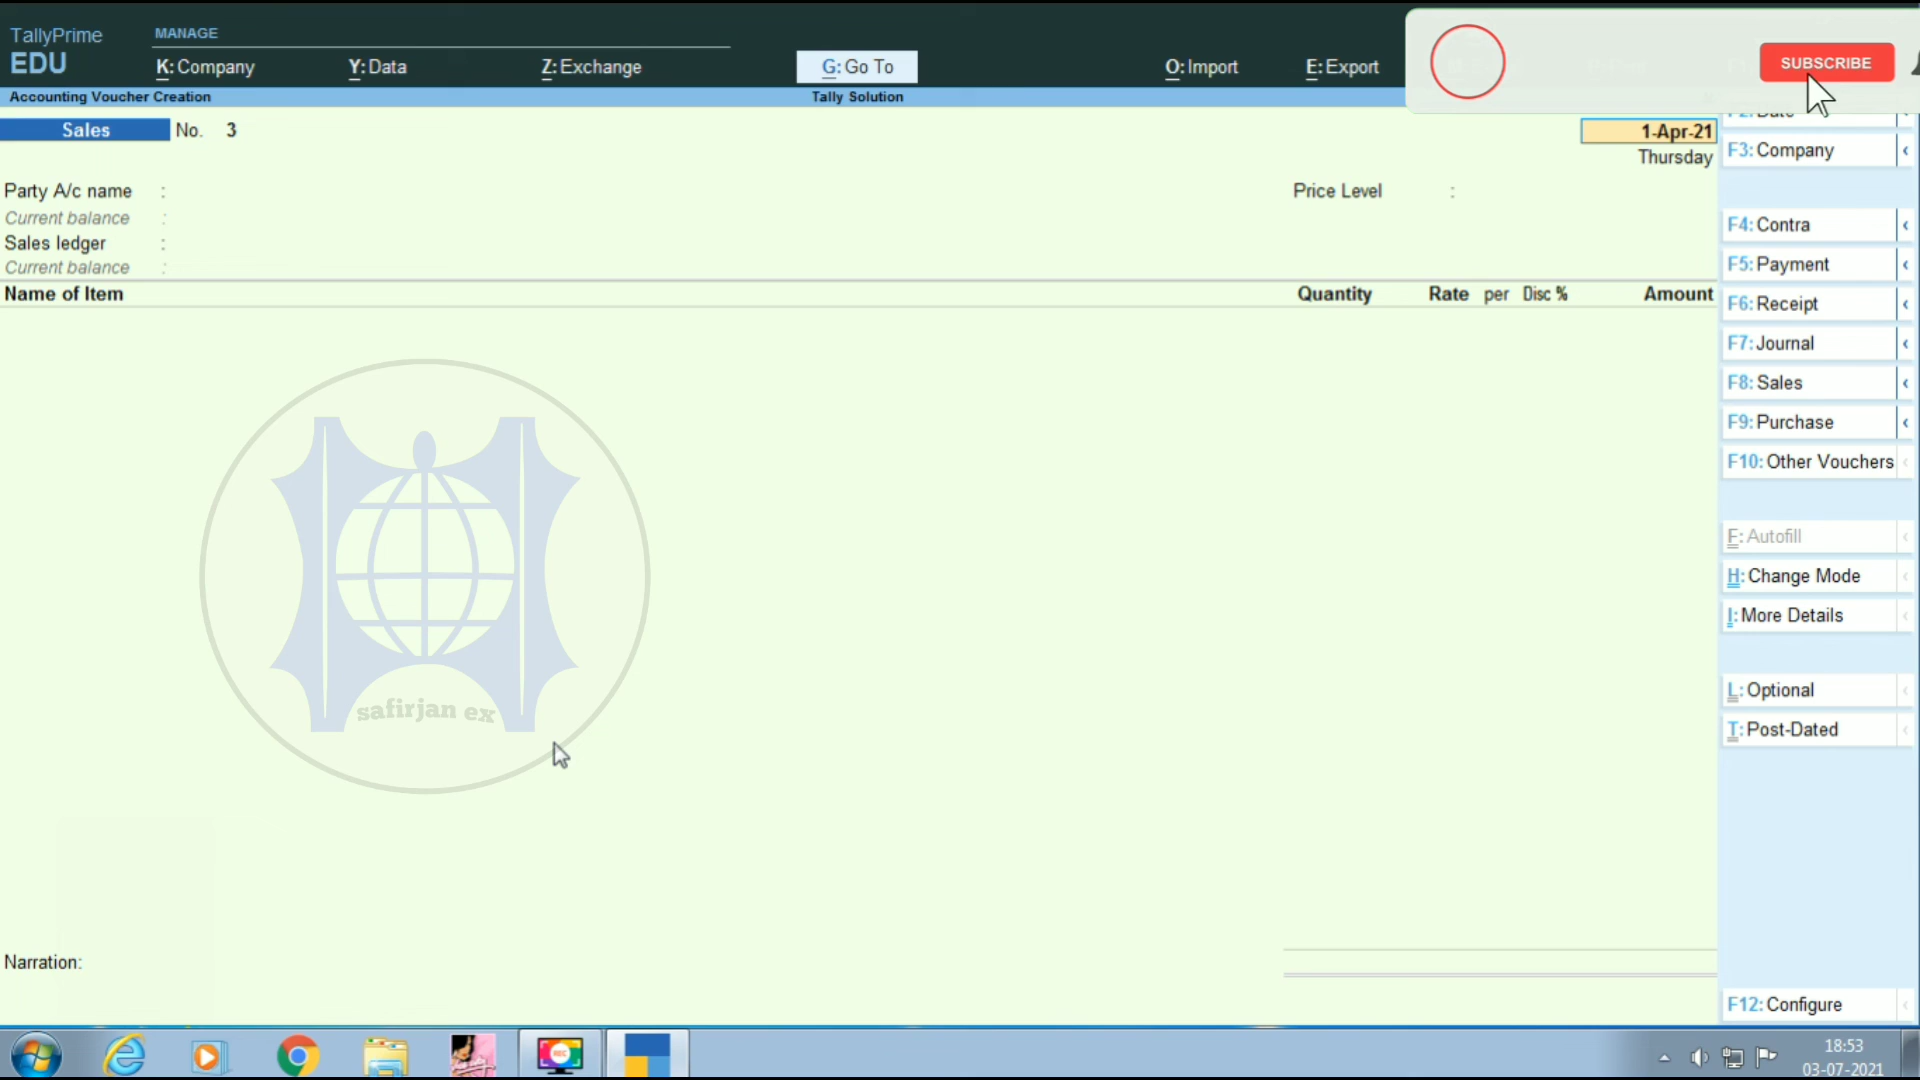 TallyPrime
EDU
MANAGE
K: Company
Y: Data
Z: Exchange
G: Go To
O: Import
E: Export
SUBSCRIBE
Accounting Voucher Creation
Tally Solution
Sales No. 3
1-Apr-21
Thursday
Party A/c name :
Price Level :
Current balance :
Sales ledger :
Current balance :
Name of Item Quantity Rate per Disc % Amount
F2: Date
F3: Company
F4: Contra
F5: Payment
F6: Receipt
F7: Journal
F8: Sales
F9: Purchase
F10: Other Vouchers
F: Autofill
H: Change Mode
I: More Details
L: Optional
T: Post-Dated
F12: Configure
safirjan ex
Narration:
REC
18:53
03-07-2021